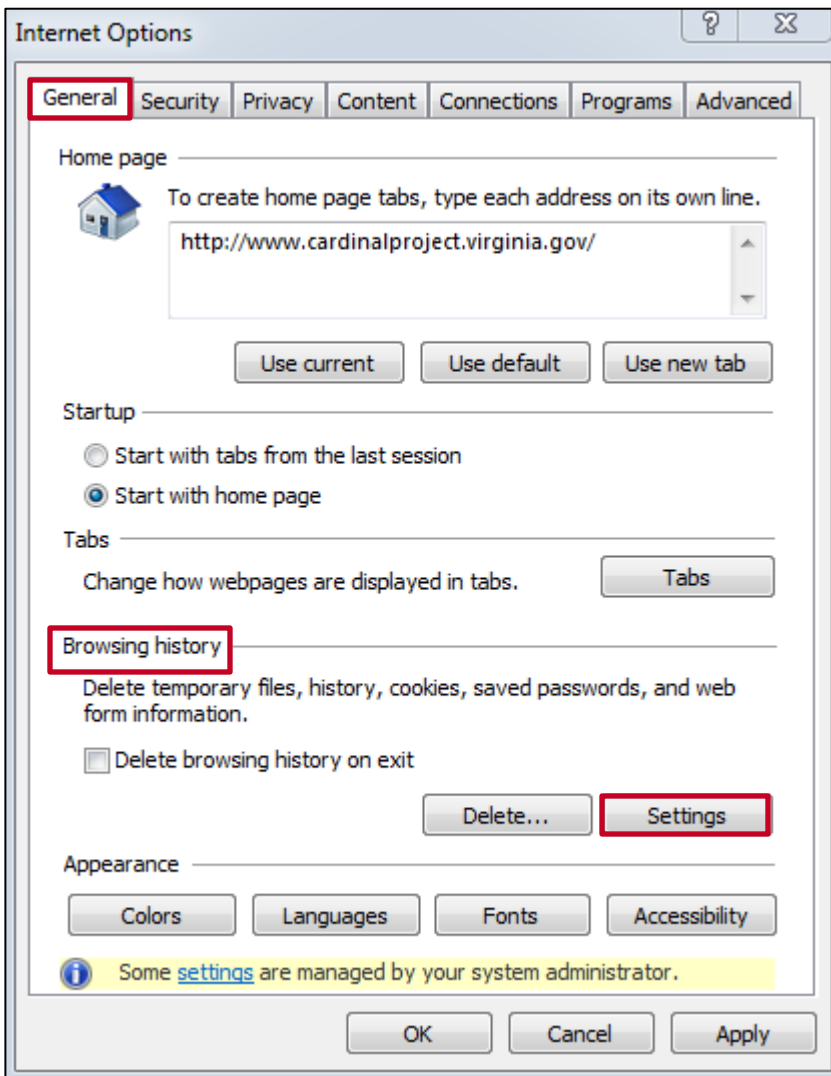 Internet Options
General Security Privacy Content Connections Programs Advanced
Home page
To create home page tabs, type each address on its own line.
http://www.cardinalproject.virginia.gov/
Use current Use default Use new tab
Startup
Start with tabs from the last session
Start with home page
Tabs
Change how webpages are displayed in tabs. Tabs
Browsing history
Delete temporary files, history, cookies, saved passwords, and web
form information.
Delete browsing history on exit
Delete... Settings
Appearance
Colors Languages Fonts Accessibility
Some settings are managed by your system administrator.
OK Cancel Apply